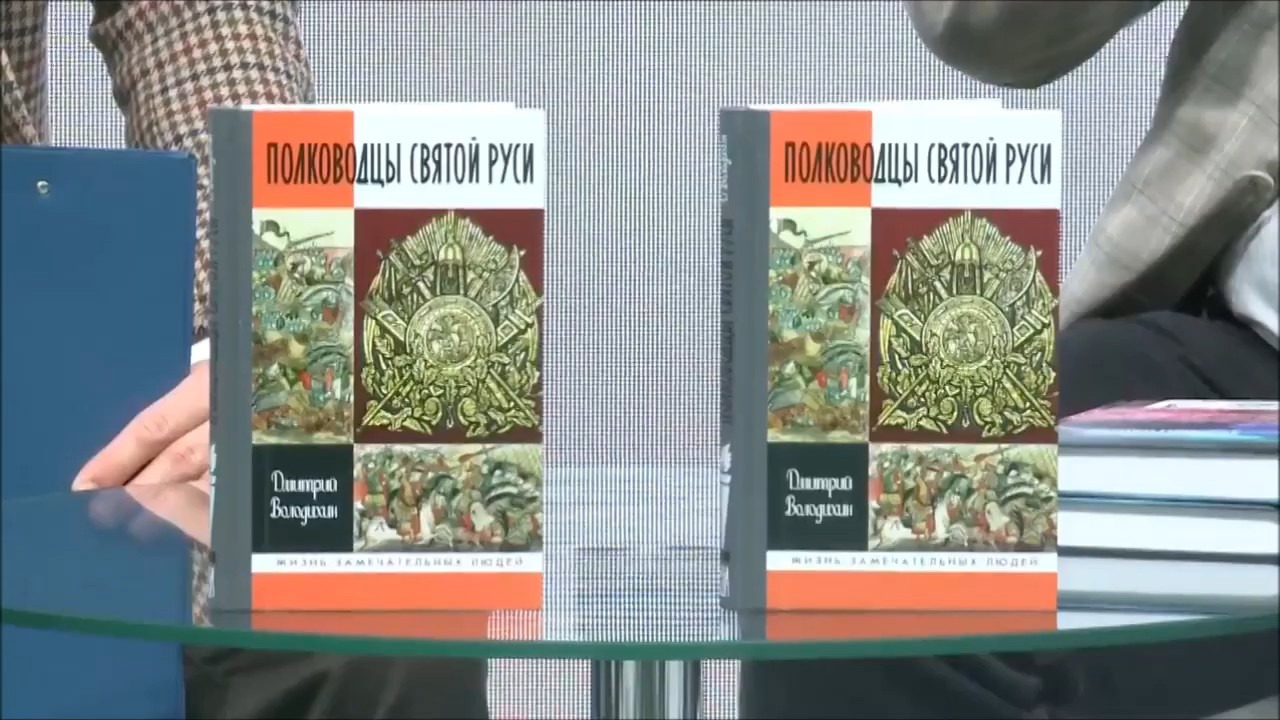 ПОЛКОВОДЦЫ СВЯТОЙ РУСИ
Дмитрий
Володихин
ЖИЗНЬ ЗАМЕЧАТЕЛЬНЫХ ЛЮДЕЙ
ПОЛКОВОДЦЫ СВЯТОЙ РУСИ
Дмитрий
Володихин
ЖИЗНЬ ЗАМЕЧАТЕЛЬНЫХ ЛЮДЕЙ